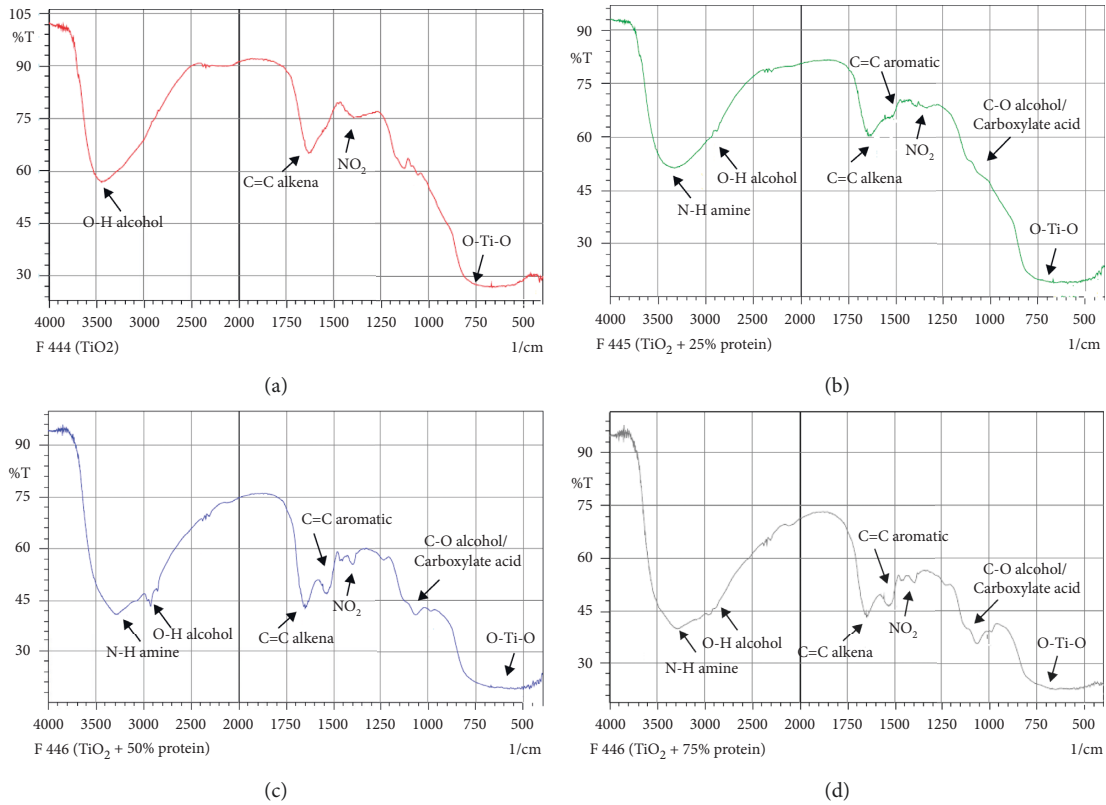 105
%T
90
75
60
45
30
O-H alcohol
C=C alkena
NO2
O-Ti-O
4000 3500 3000 2500 2000 1750 1500 1250 1000 750 500
F 444 (TiO2) 1/cm
(a)
90
%T
75
60
45
30
C=C aromatic
C-O alcohol/
Carboxylate acid
NO2
O-H alcohol
C=C alkena
N-H amine
O-Ti-O
4000 3500 3000 2500 2000 1750 1500 1250 1000 750 500
F 445 (TiO2 + 25% protein) 1/cm
(b)
90
%T
75
60
45
30
C=C aromatic
C-O alcohol/
Carboxylate acid
NO2
O-H alcohol
C=C alkena
N-H amine
O-Ti-O
4000 3500 3000 2500 2000 1750 1500 1250 1000 750 500
F 446 (TiO2 + 50% protein) 1/cm
(c)
90
%T
75
60
45
30
C=C aromatic
C-O alcohol/
Carboxylate acid
NO2
O-H alcohol
C=C alkena
N-H amine
O-Ti-O
4000 3500 3000 2500 2000 1750 1500 1250 1000 750 500
F 446 (TiO2 + 75% protein) 1/cm
(d)